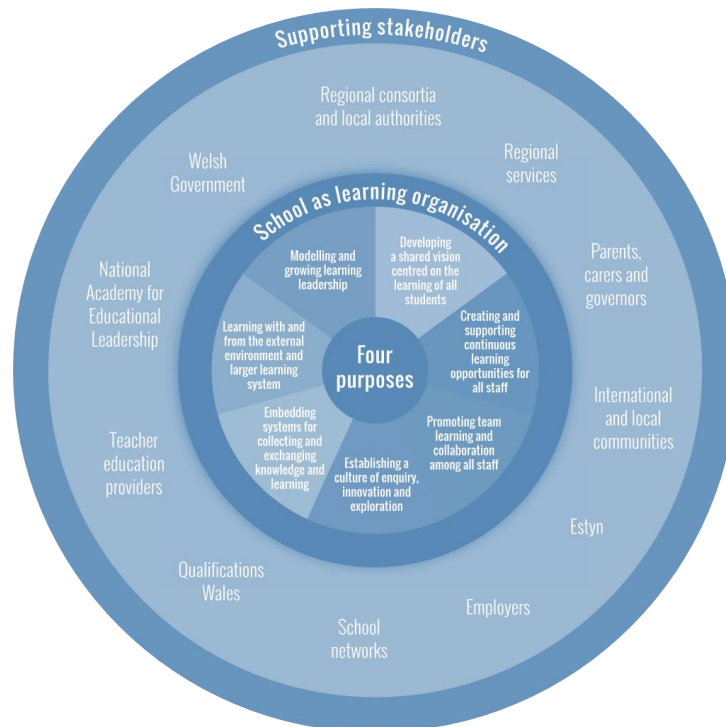 Supporting stakeholders
Regional consortia
and local authorities
Regional
services
Parents,
carers and
governors
International
and local
communities
Estyn
Employers
School
networks
Qualifications
Wales
Teacher
education
providers
National
Academy for
Educational
Leadership
Welsh
Government
School as learning organisation
Developing
a shared vision
centred on the
learning of all
students
Creating and
supporting
continuous
learning
opportunities for
all staff
Promoting team
learning and
collaboration
among all staff
Establishing a
culture of enquiry,
innovation and
exploration
Embedding
systems for
collecting and
exchanging
knowledge and
learning
Learning with and
from the external
environment and
larger learning
system
Modelling and
growing learning
leadership
Four
purposes